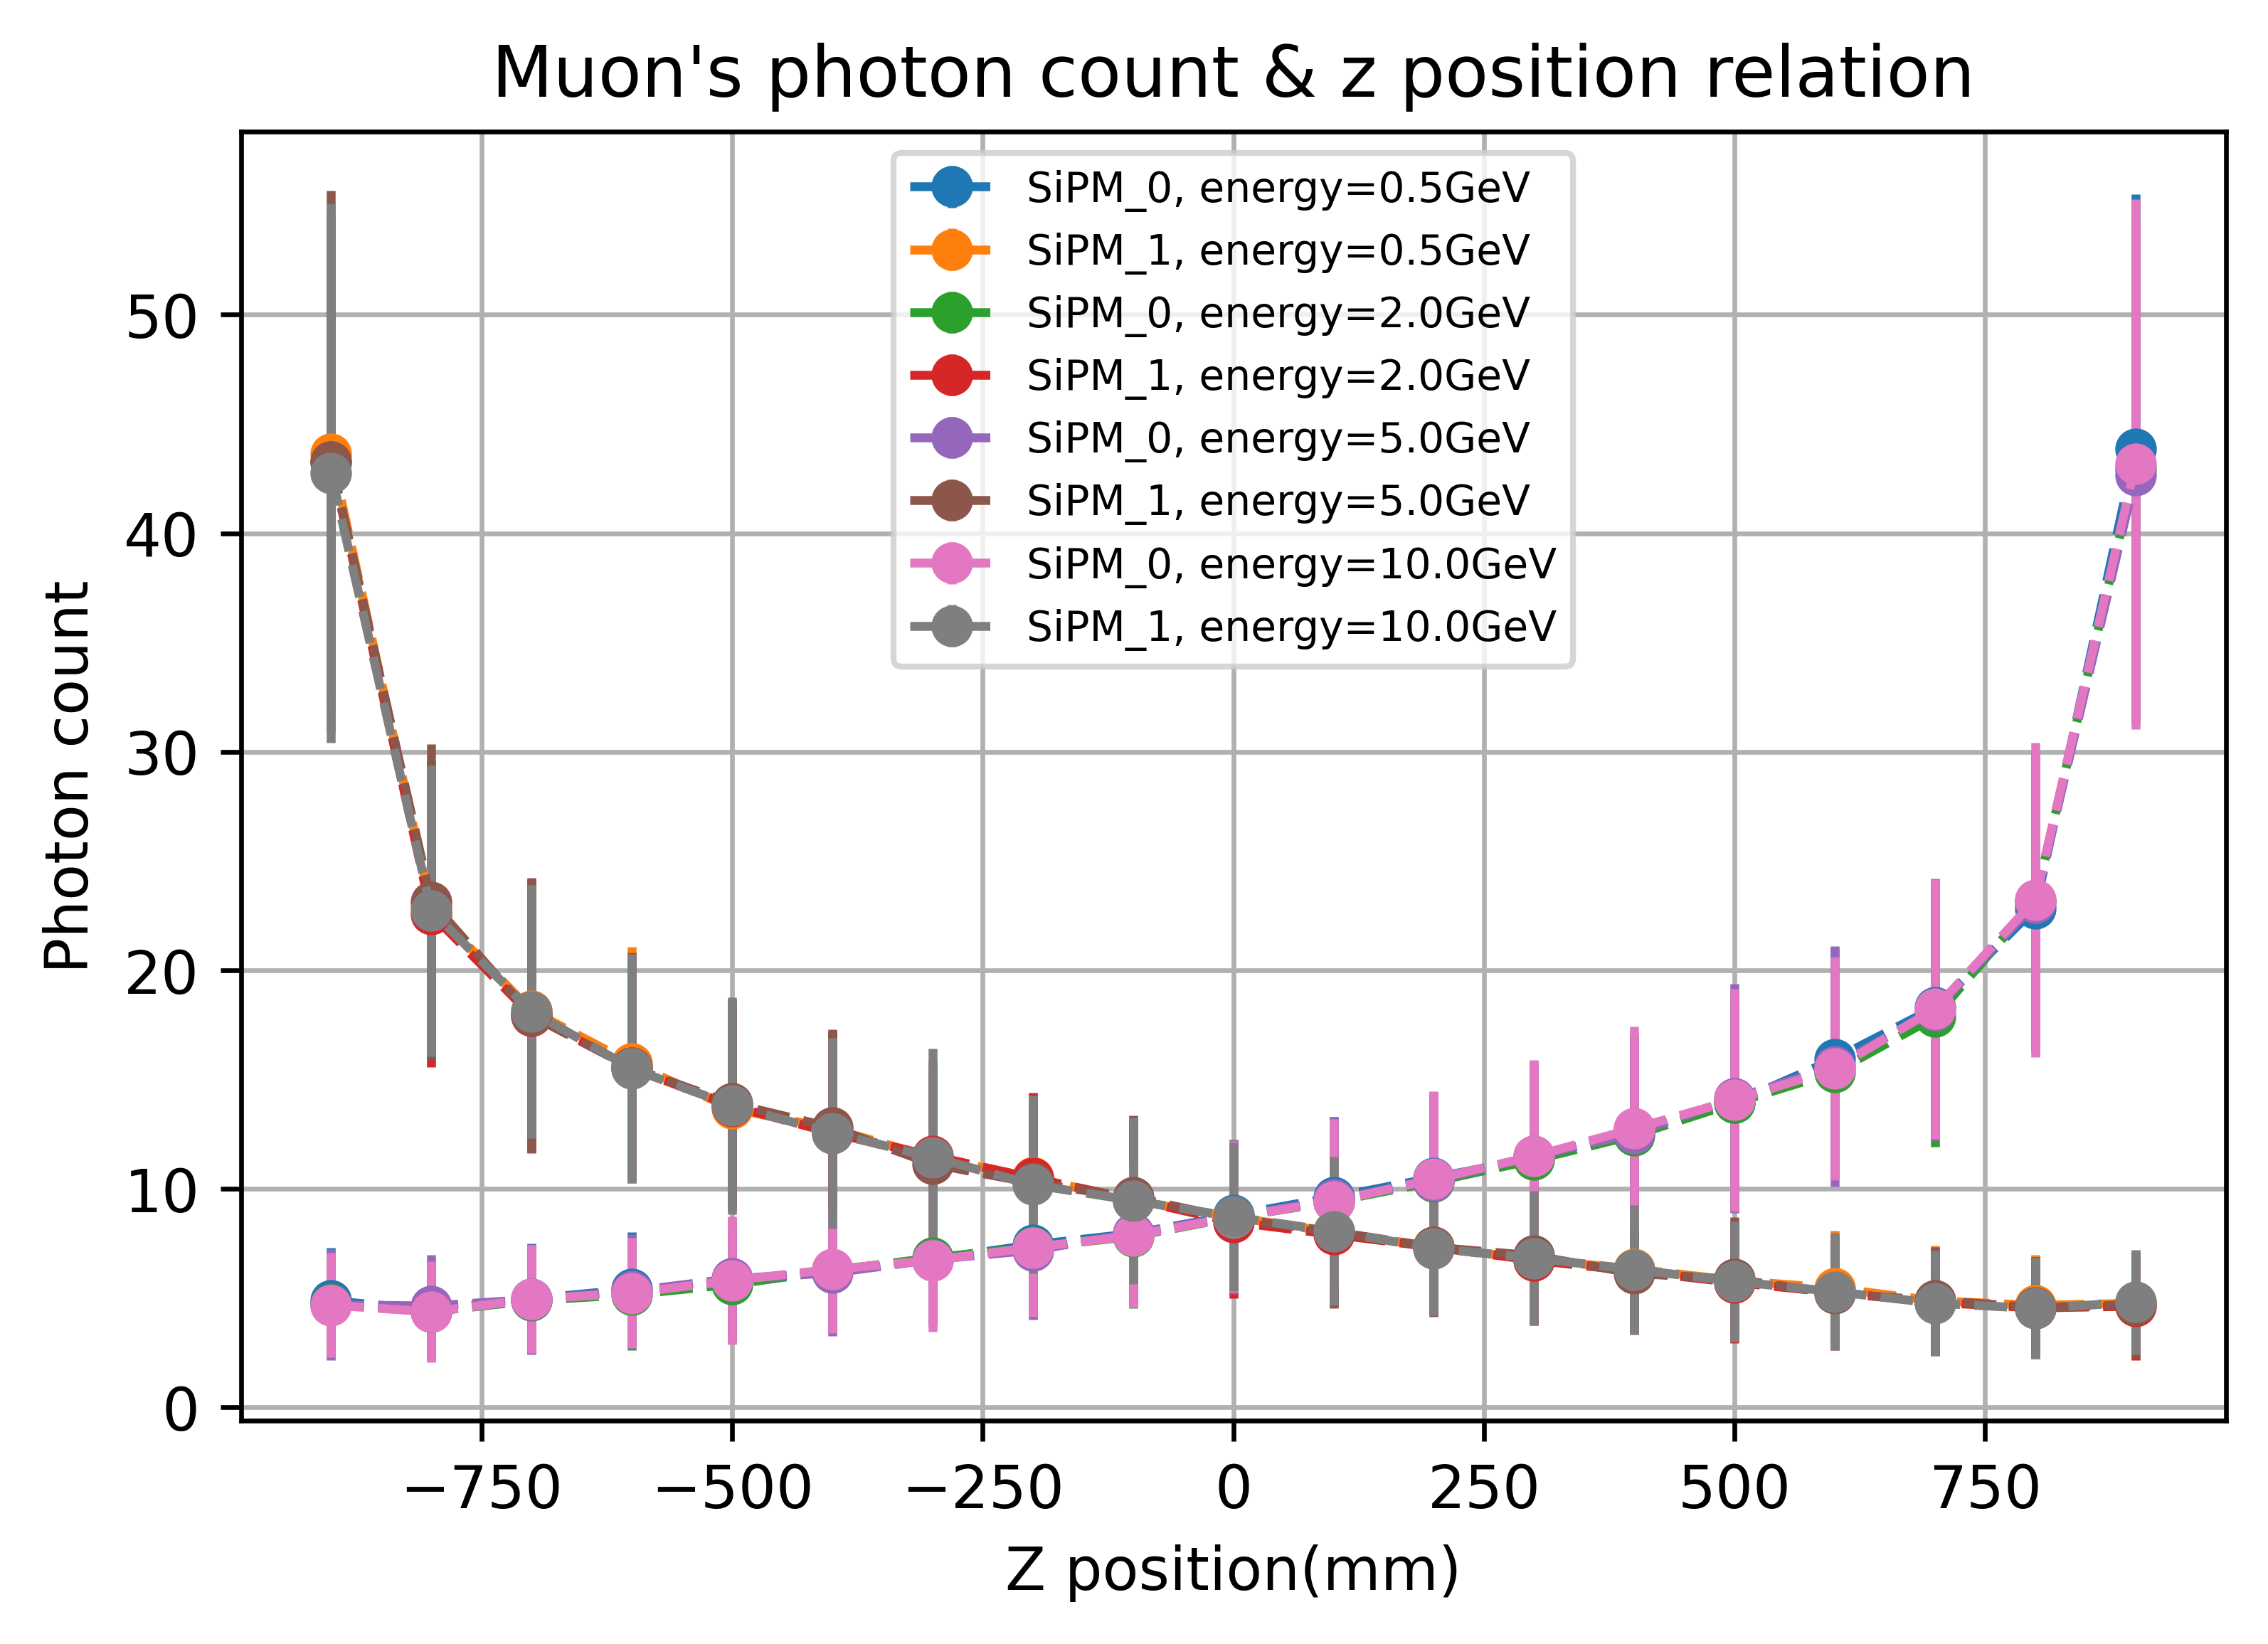 Muon's photon count & z position relation
SiPM_0, energy=0.5GeV
SiPM_1, energy=0.5GeV
SiPM_0, energy=2.0GeV
SiPM_1, energy=2.0GeV
SiPM_0, energy=5.0GeV
SiPM_1, energy=5.0GeV
SiPM_0, energy=10.0GeV
SiPM_1, energy=10.0GeV
Photon count
50
40
30
20
10
0
−750 −500 −250 0 250 500 750
Z position(mm)